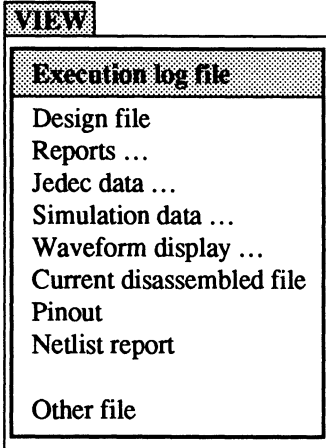 VIEW
Execution log file
Design file
Reports ...
Jedec data ...
Simulation data ...
Waveform display ...
Current disassembled file
Pinout
Netlist report
Other file